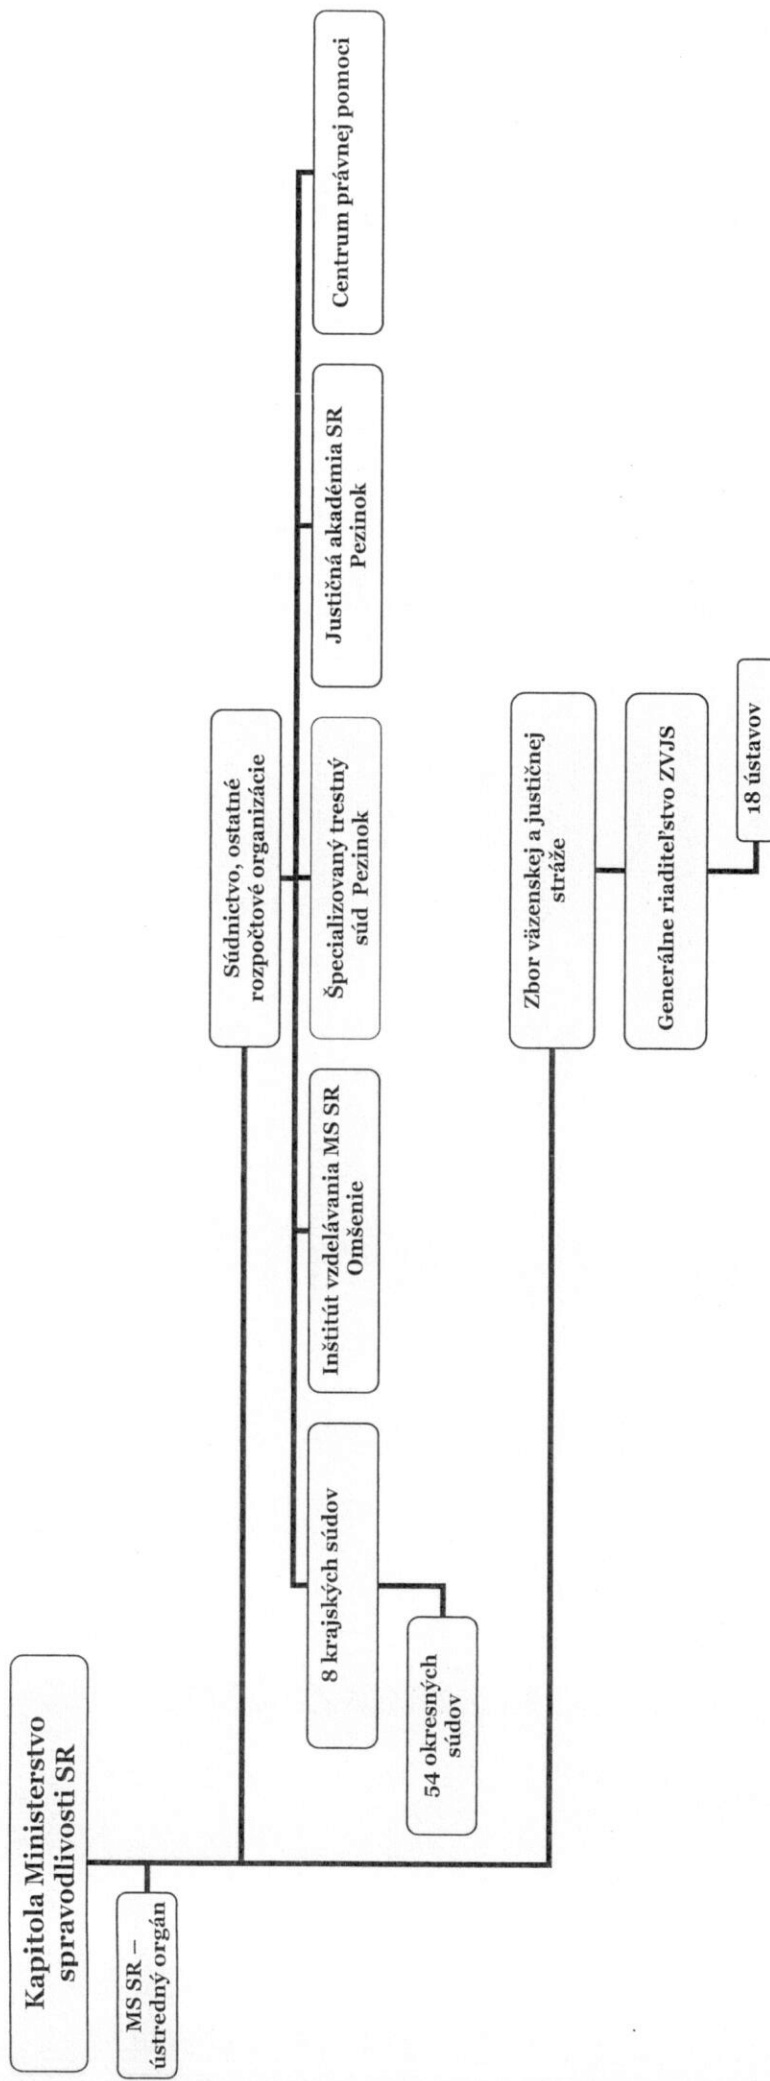 Kapitola Ministerstvo
spravodlivosti SR
MS SR –
ústredný orgán
Súdnictvo, ostatné
rozpočtové organizácie
8 krajských súdov
54 okresných
súdov
Inštitút vzdelávania MS SR
Omšenie
Špecializovaný trestný
súd Pezinok
Justičná akadémia SR
Pezinok
Centrum právnej pomoci
Zbor väzenskej a justičnej
stráže
Generálne riaditeľstvo ZVJS
18 ústavov